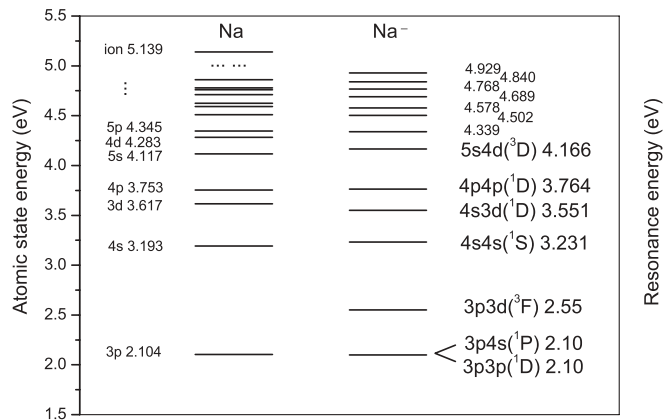 Na
Na⁻
5.5
5.0
4.5
4.0
3.5
3.0
2.5
2.0
1.5
Atomic state energy (eV)
ion 5.139
... ...
⋮
5p 4.345
4d 4.283
5s 4.117
4p 3.753
3d 3.617
4s 3.193
3p 2.104
4.929
4.840
4.768
4.689
4.578
4.502
4.339
5s4d(³D) 4.166
4p4p(¹D) 3.764
4s3d(¹D) 3.551
4s4s(¹S) 3.231
3p3d(³F) 2.55
3p4s(¹P) 2.10
3p3p(¹D) 2.10
Resonance energy (eV)